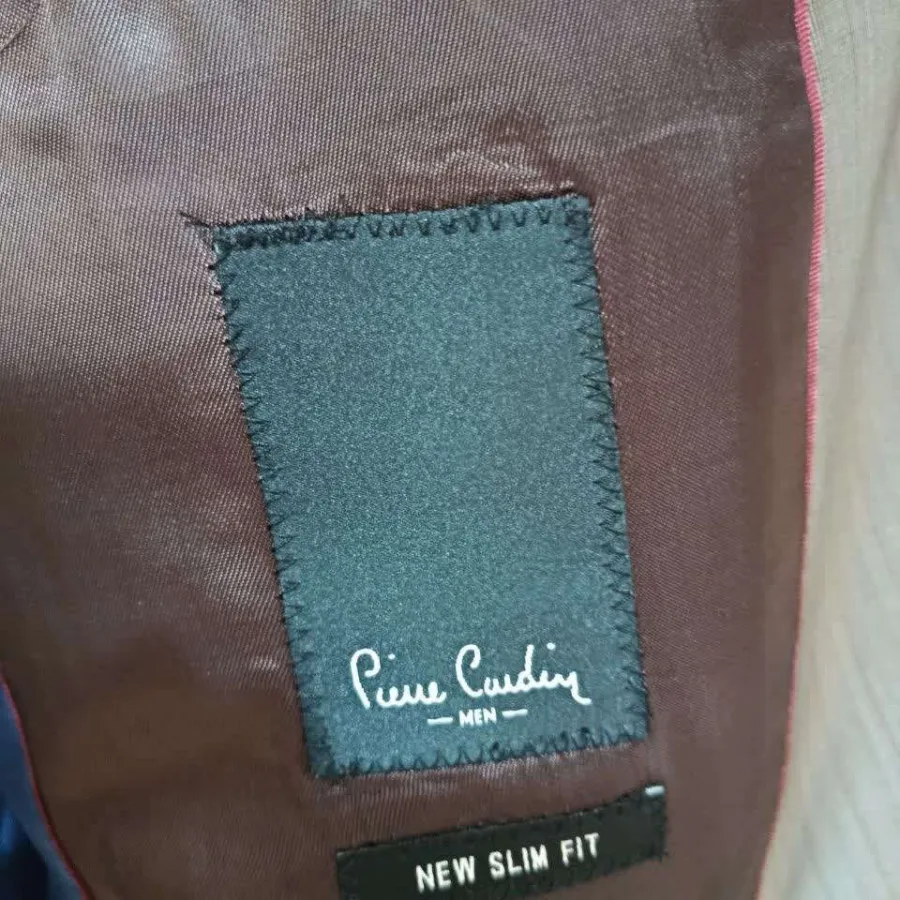 Pierre Cardin
— MEN —
NEW SLIM FIT